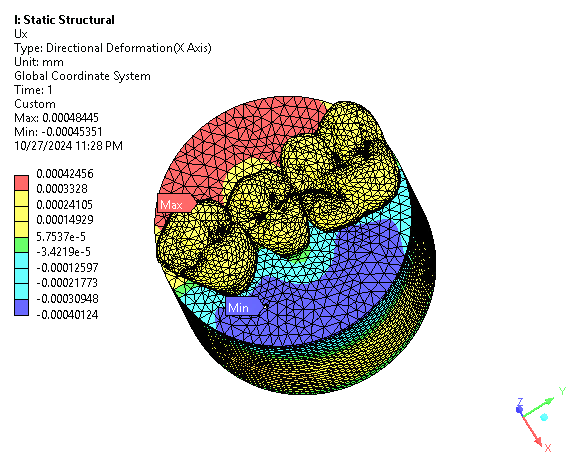 I: Static Structural
Ux
Type: Directional Deformation(X Axis)
Unit: mm
Global Coordinate System
Time: 1
Custom
Max: 0.00048445
Min: -0.00045351
10/27/2024 11:28 PM
0.00042456
0.0003328
0.00024105
0.00014929
5.7537e-5
-3.4219e-5
-0.00012597
-0.00021773
-0.00030948
-0.00040124
Max
Min
Z
Y
X